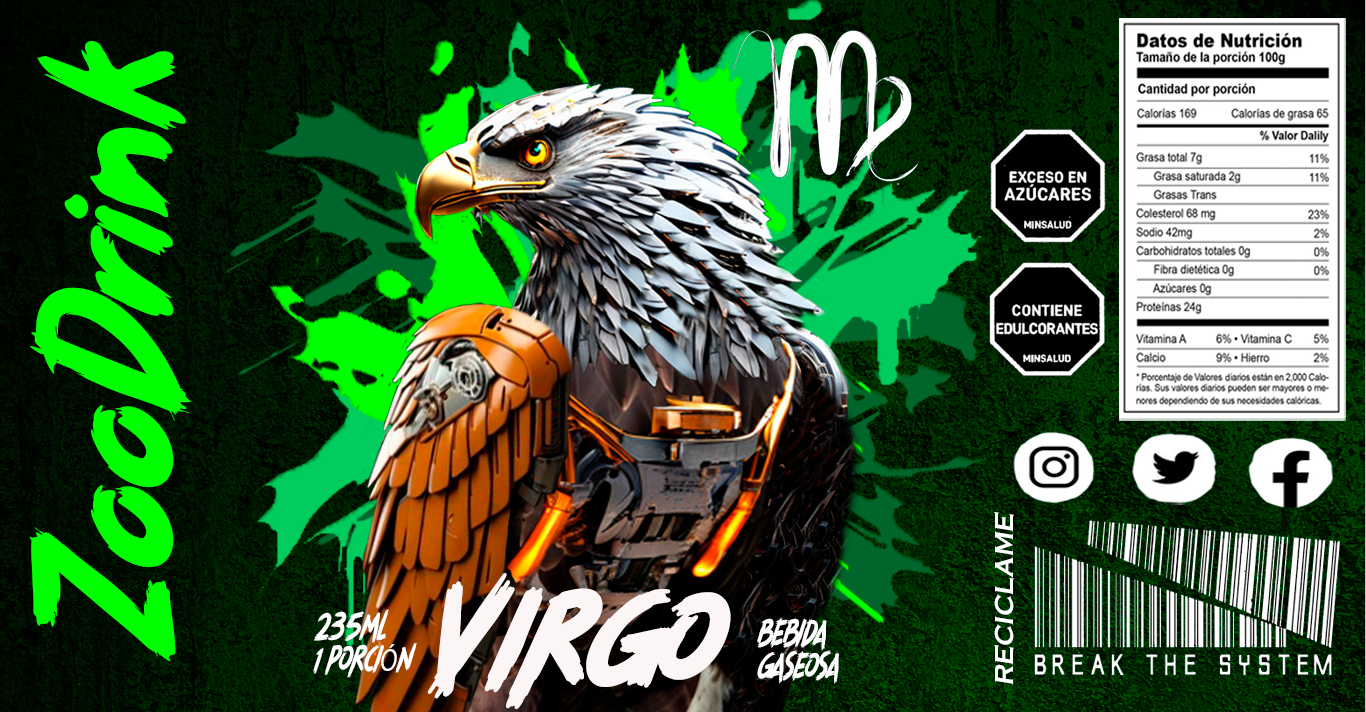 ZooDrink
235ML
1 PORCIÓN
VIRGO
BEBIDA
GASEOSA
EXCESO EN
AZÚCARES
MINSALUD
CONTIENE
EDULCORANTES
MINSALUD
Datos de Nutrición
Tamaño de la porción 100g
Cantidad por porción
Calorías 169 Calorías de grasa 65
% Valor Dalily
Grasa total 7g 11%
Grasa saturada 2g 11%
Grasas Trans
Colesterol 68 mg 23%
Sodio 42mg 2%
Carbohidratos totales 0g 0%
Fibra dietética 0g 0%
Azúcares 0g
Proteínas 24g
Vitamina A 6% • Vitamina C 5%
Calcio 9% • Hierro 2%
* Porcentaje de Valores diarios están en 2,000 Calo-
rías. Sus valores diarios pueden ser mayores o me-
nores dependiendo de sus necesidades calóricas.
RECICLAME
BREAK THE SYSTEM